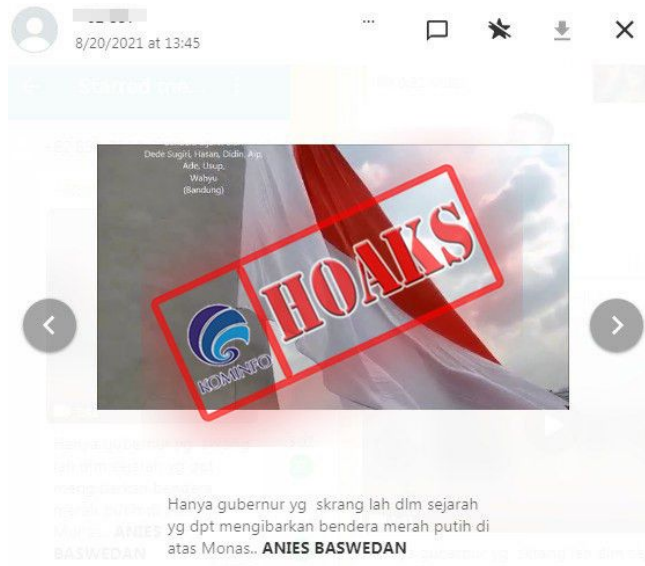 8/20/2021 at 13:45
Dede Sugiri, Hasan, Didin, Aip,
Ade, Usup,
Wahyu
(Bandung)
HOAKS
KOMINFO
Hanya gubernur yg skrang lah dlm sejarah
yg dpt mengibarkan bendera merah putih di
atas Monas.. ANIES BASWEDAN